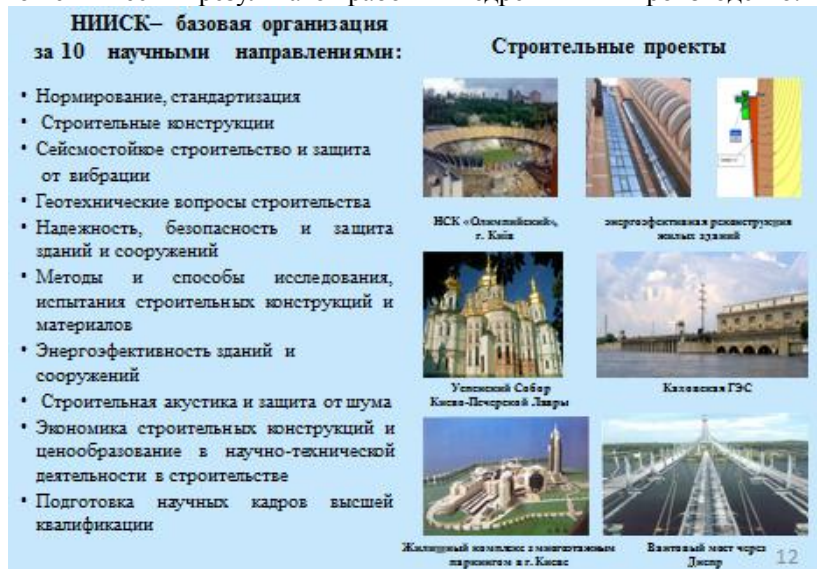 НИИСК– базовая организация
за 10 научными направлениями:
• Нормирование, стандартизация
• Строительные конструкции
• Сейсмостойкое строительство и защита
от вибрации
• Геотехнические вопросы строительства
• Надежность, безопасность и защита
зданий и сооружений
• Методы и способы исследования,
испытания строительных конструкций и
материалов
• Энергоэфективность зданий и
сооружений
• Строительная акустика и защита от шума
• Экономика строительных конструкций и
ценообразование в научно-технической
деятельности в строительстве
• Подготовка научных кадров высшей
квалификации
Строительные проекты
НСК «Олимпийский»,
г. Київ
энергоэфективная реконструкция
жилых зданий
Успенский Собор
Киево-Печерской Лавры
Каховская ГЭС
Жилищный комплекс з многоэтажным
паркингом в г. Киеве
Вантовый мост через
Днепр
12